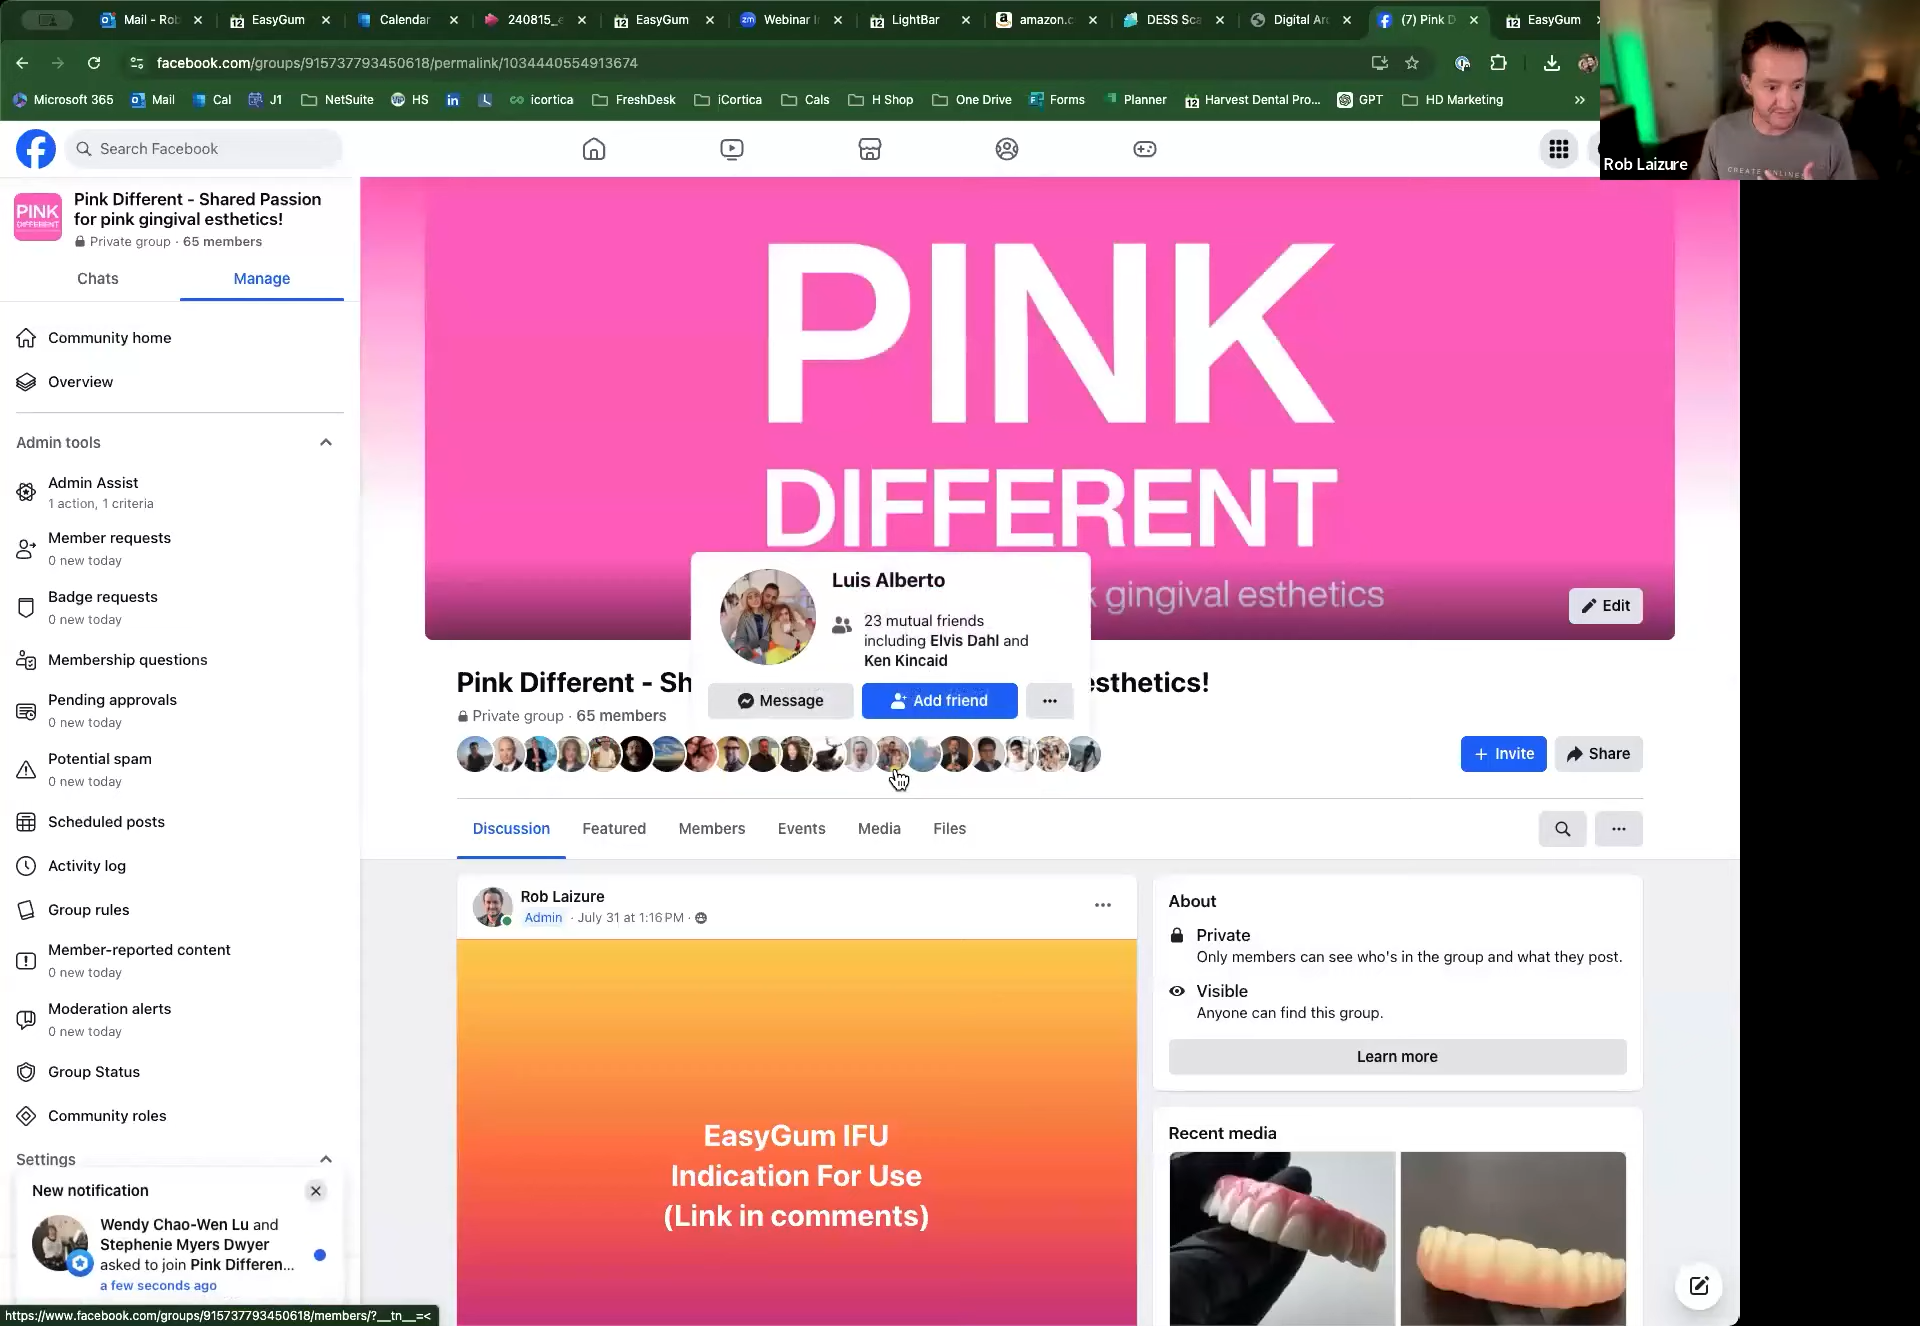 Mail - Rob
EasyGum
Calendar
240815_
EasyGum
Webinar
LightBar
amazon.c
DESS Sca
Digital Ar
(7) Pink D
EasyGum
facebook.com/groups/915737793450618/permalink/1034440554913674
Microsoft 365
Mail
Cal
J1
NetSuite
HS
icortica
FreshDesk
iCortica
Cals
H Shop
One Drive
Forms
Planner
Harvest Dental Pro...
GPT
HD Marketing
Rob Laizure
Search Facebook
PINK
DIFFERENT
Pink Different - Shared Passion
for pink gingival esthetics!
Private group · 65 members
Chats
Manage
Community home
Overview
Admin tools
Admin Assist
1 action, 1 criteria
Member requests
0 new today
Badge requests
0 new today
Membership questions
Pending approvals
0 new today
Potential spam
0 new today
Scheduled posts
Activity log
Group rules
Member-reported content
0 new today
Moderation alerts
0 new today
Group Status
Community roles
Settings
New notification
Wendy Chao-Wen Lu and
Stephenie Myers Dwyer
asked to join Pink Differen...
a few seconds ago
https://www.facebook.com/groups/915737793450618/members/?__tn__=<
PINK
DIFFERENT
gingival esthetics
Edit
Luis Alberto
23 mutual friends
including Elvis Dahl and
Ken Kincaid
Message
Add friend
Pink Different - Sh
esthetics!
Private group · 65 members
Invite
Share
Discussion
Featured
Members
Events
Media
Files
Rob Laizure
Admin · July 31 at 1:16 PM ·
EasyGum IFU
Indication For Use
(Link in comments)
About
Private
Only members can see who's in the group and what they post.
Visible
Anyone can find this group.
Learn more
Recent media